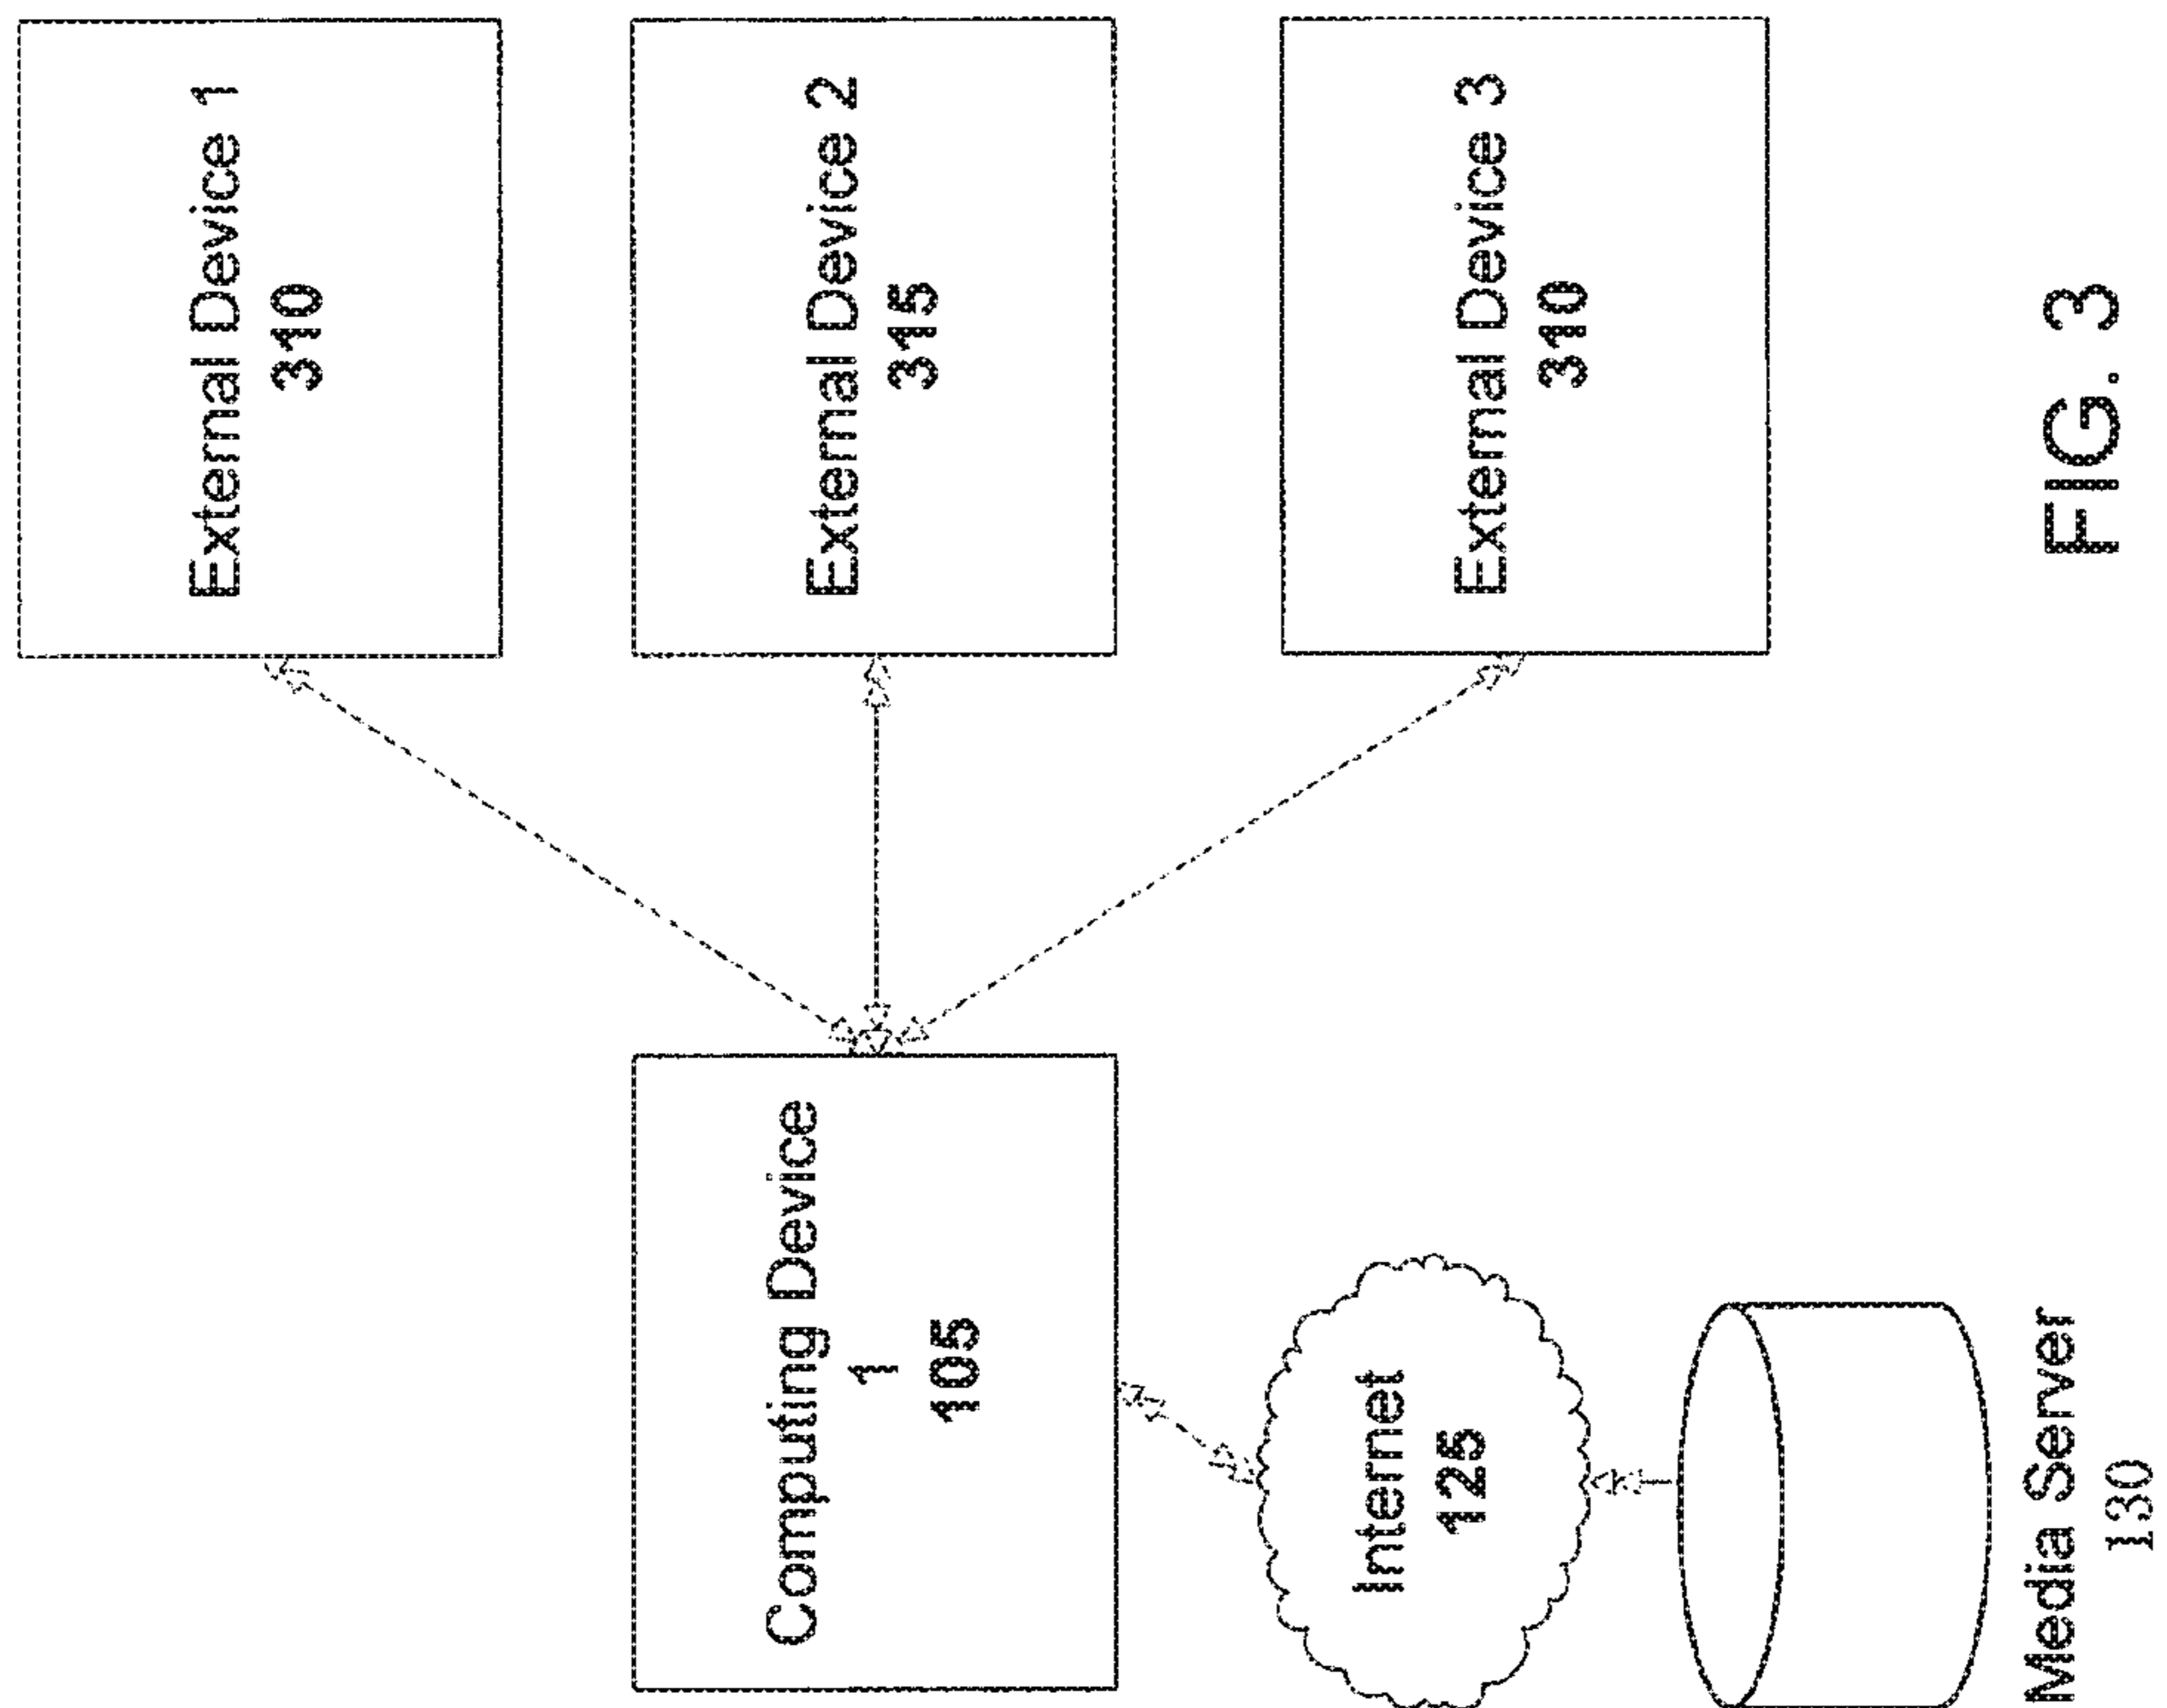 External Device 1
310
External Device 2
315
External Device 3
310
Computing Device
1
105
Internet
125
Media Server
130
FIG. 3